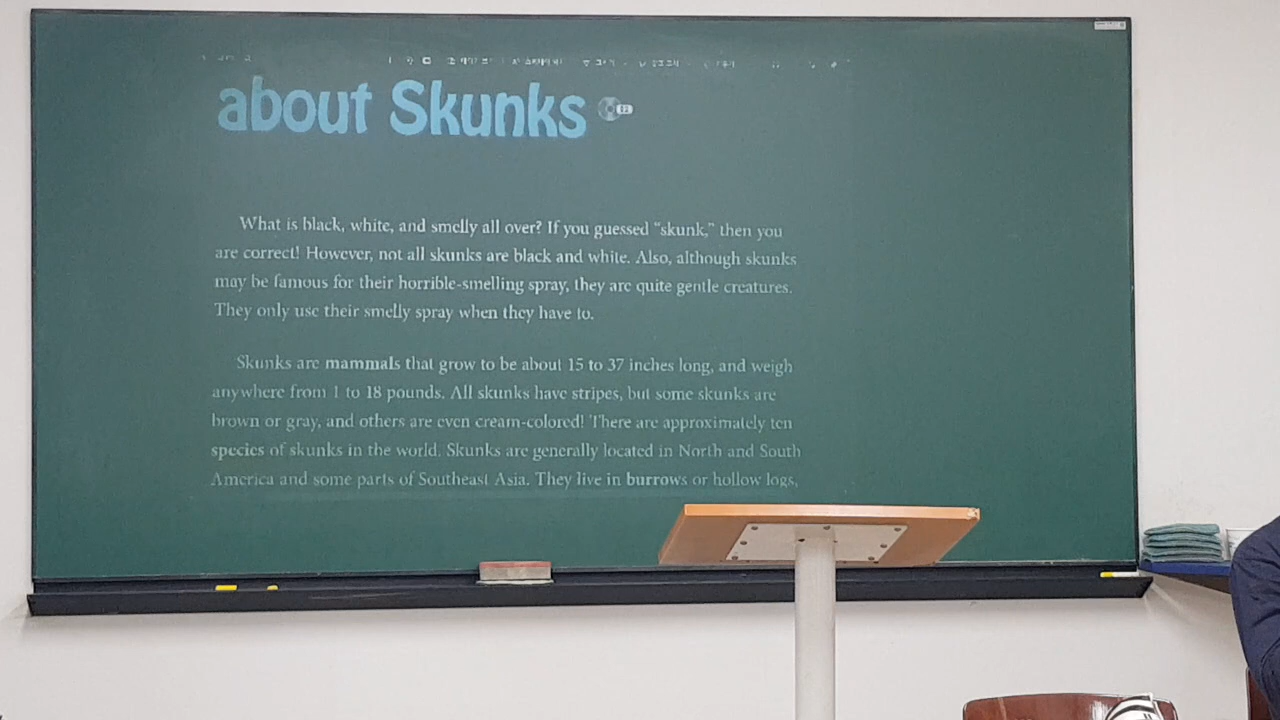 about Skunks
What is black, white, and smelly all over? If you guessed “skunk,” then you
are correct! However, not all skunks are black and white. Also, although skunks
may be famous for their horrible-smelling spray, they are quite gentle creatures.
They only use their smelly spray when they have to.
Skunks are mammals that grow to be about 15 to 37 inches long, and weigh
anywhere from 1 to 18 pounds. All skunks have stripes, but some skunks are
brown or gray, and others are even cream-colored! There are approximately ten
species of skunks in the world. Skunks are generally located in North and South
America and some parts of Southeast Asia. They live in burrows or hollow logs,